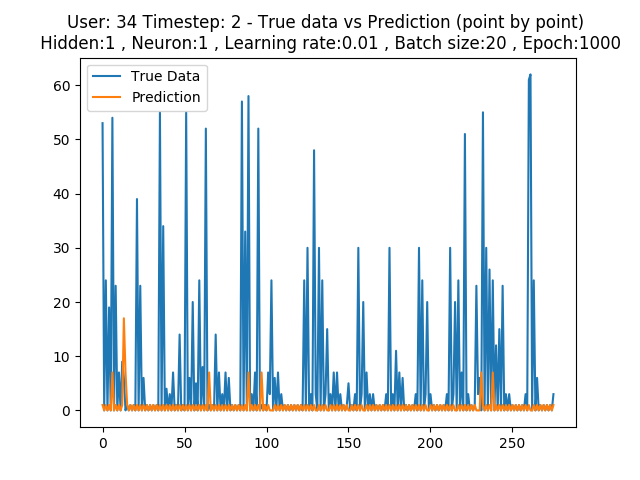 User: 34 Timestep: 2 - True data vs Prediction (point by point)
Hidden:1 , Neuron:1 , Learning rate:0.01 , Batch size:20 , Epoch:1000
True Data
Prediction
60
50
40
30
20
10
0
0 50 100 150 200 250